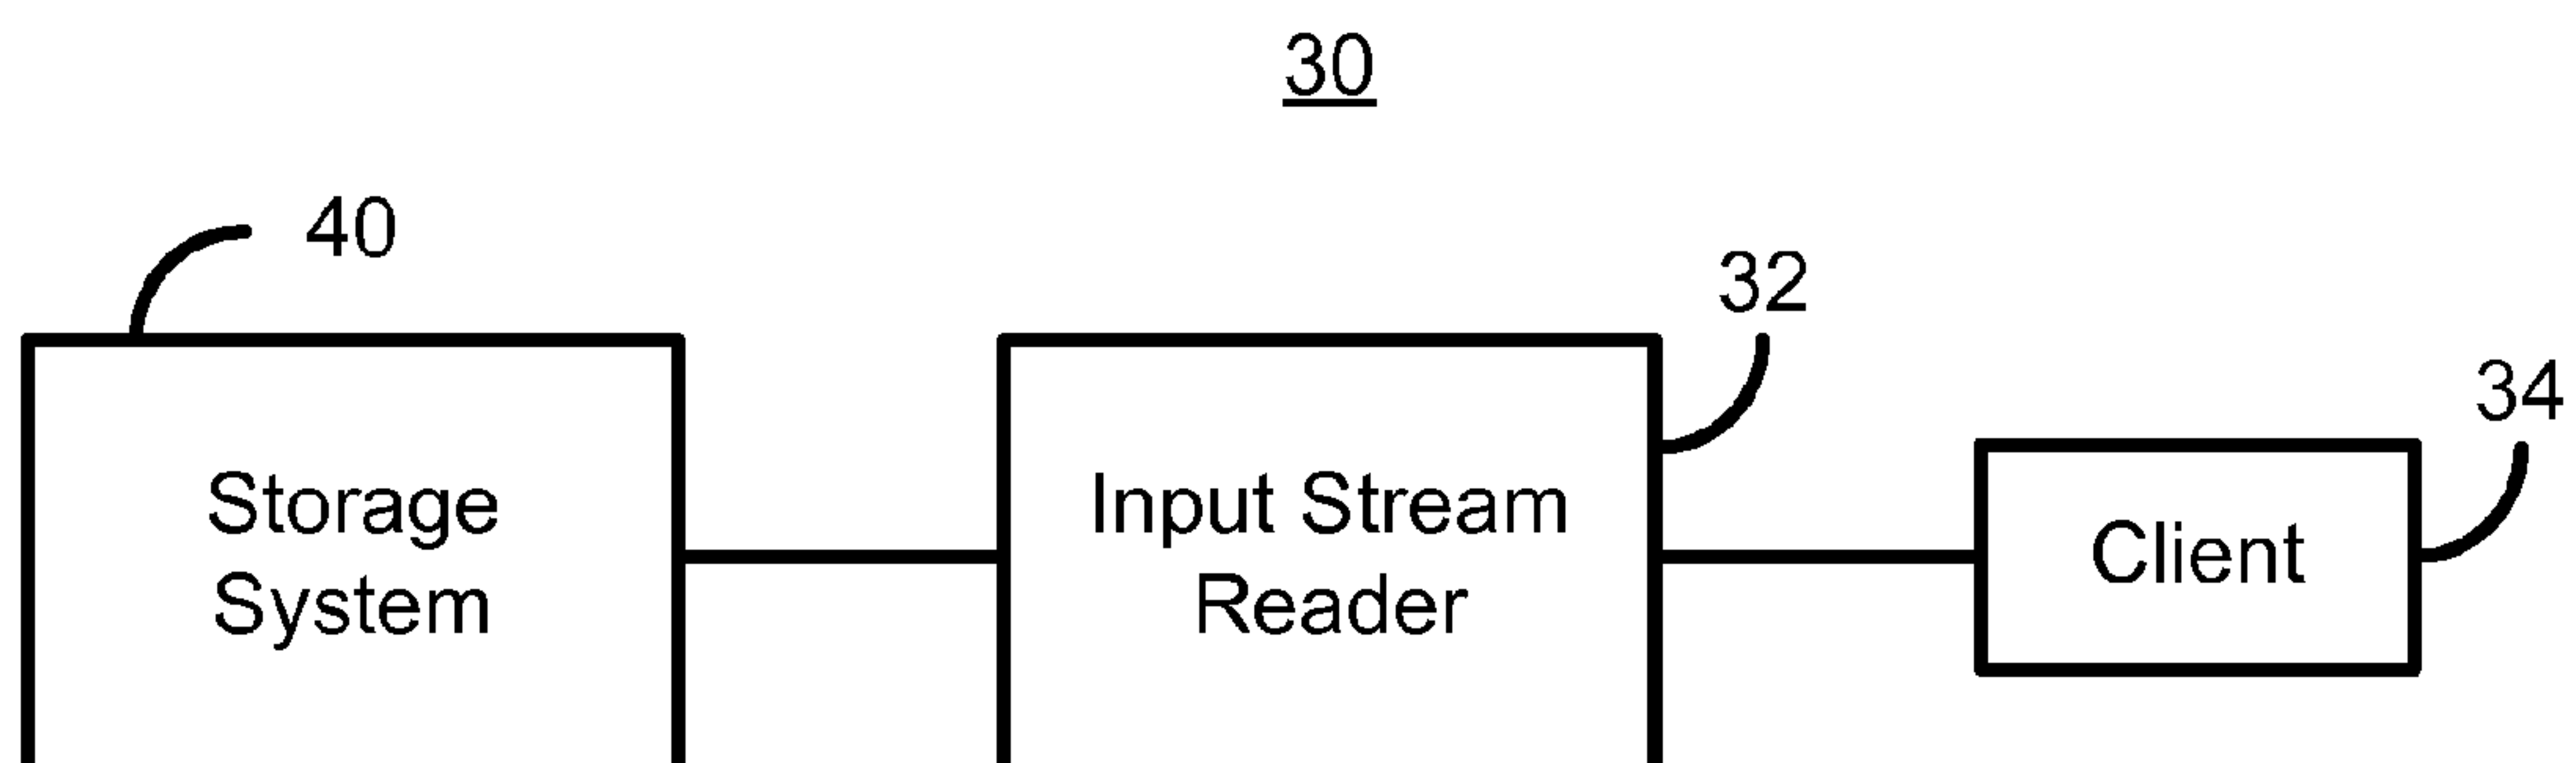 30
40
32
34
Storage
System
Input Stream
Reader
Client